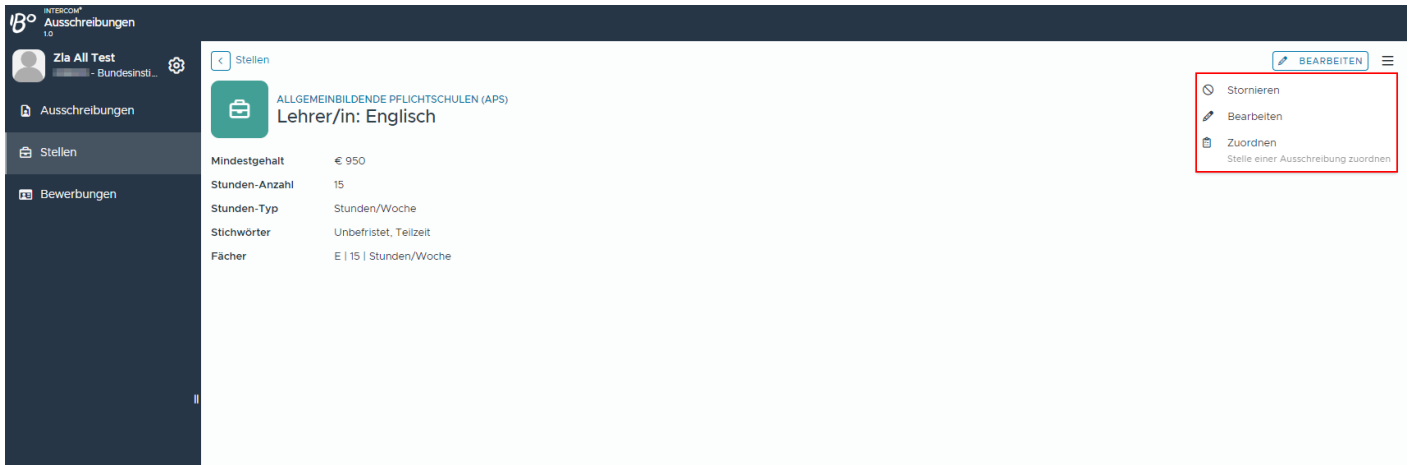 INTERCOM®
Ausschreibungen
1.0
Zla All Test
- Bundesinsti...
Ausschreibungen
Stellen
Bewerbungen
Stellen
BEARBEITEN
ALLGEMEINBILDENDE PFLICHTSCHULEN (APS)
Lehrer/in: Englisch
Mindestgehalt € 950
Stunden-Anzahl 15
Stunden-Typ Stunden/Woche
Stichwörter Unbefristet, Teilzeit
Fächer E | 15 | Stunden/Woche
Stornieren
Bearbeiten
Zuordnen
Stelle einer Ausschreibung zuordnen